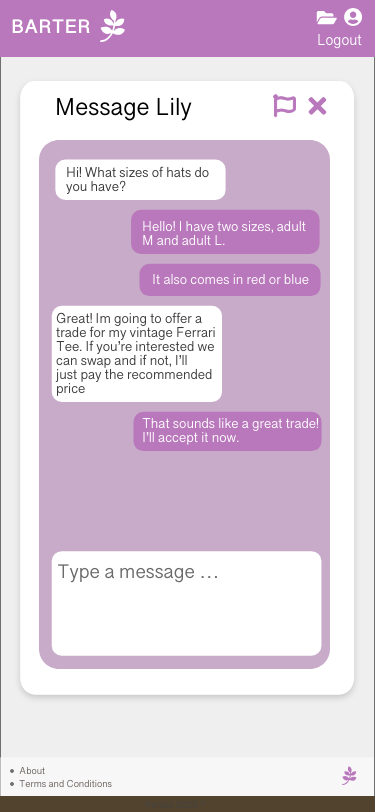 BARTER
Logout
Message Lily
Hi! What sizes of hats do
you have?
Hello! I have two sizes, adult
M and adult L.
It also comes in red or blue
Great! Im going to offer a
trade for my vintage Ferrari
Tee. If you're interested we
can swap and if not, I'll
just pay the recommended
price
That sounds like a great trade!
I'll accept it now.
Type a message ...
About
Terms and Conditions